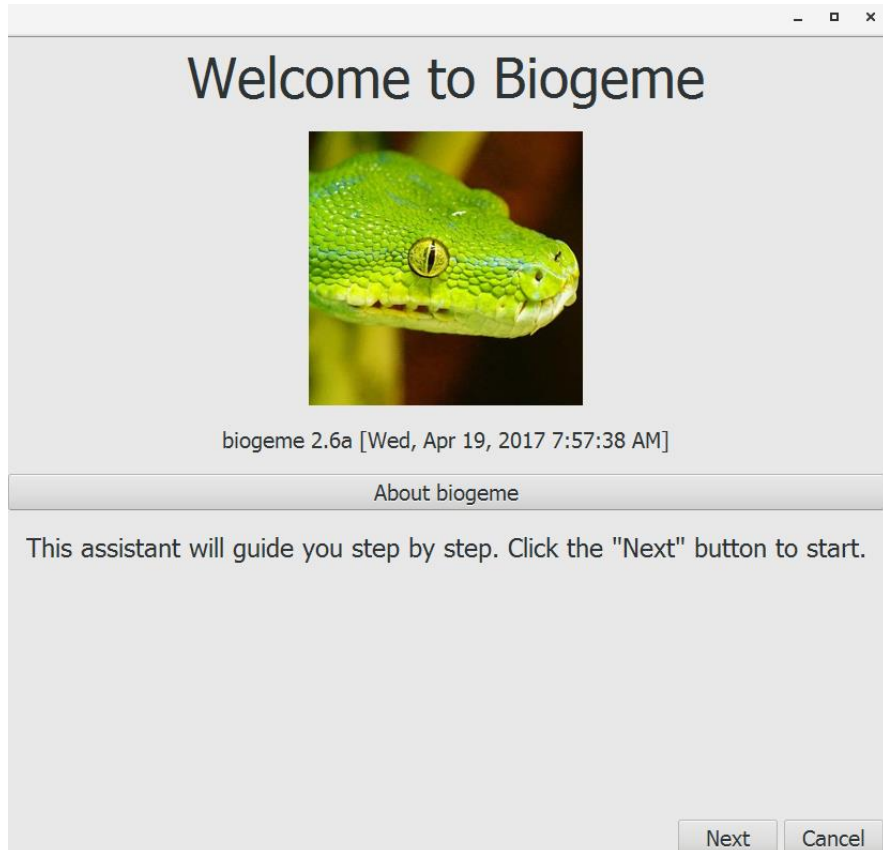 Welcome to Biogeme
biogeme 2.6a [Wed, Apr 19, 2017 7:57:38 AM]
About biogeme
This assistant will guide you step by step. Click the "Next" button to start.
Next Cancel